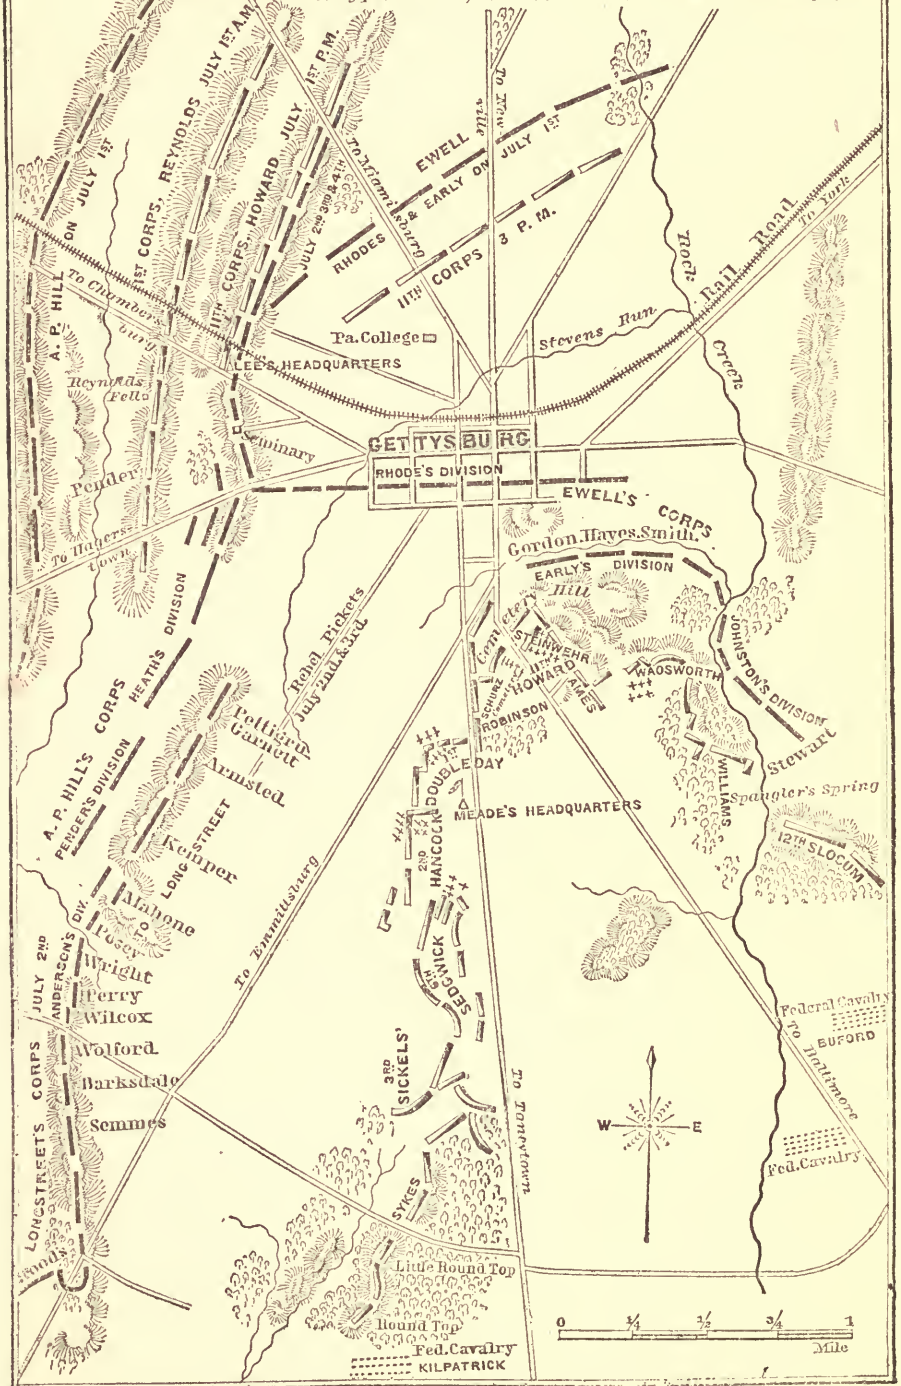 A. P. HILL ON JULY 1ST
1ST CORPS, REYNOLDS JULY 1ST A.M.
11TH CORPS, HOWARD JULY 1ST P.M.
JULY 2ND 3RD & 4TH
To Miamisburg
To New
ville
EWELL
RHODES & EARLY ON JULY 1ST
11TH CORPS 3 P.M.
Rock Creek
Rail Road
To York
Stevens Run
To Chambersburg
Pa. College
LEE'S HEADQUARTERS
Reynolds
Fell
Seminary
GETTYSBURG
RHODE'S DIVISION
EWELL'S CORPS
Pender
To Hagerstown
Gordon. Hayes. Smith.
EARLY'S DIVISION
Cemetery Hill
HEATH'S DIVISION
Rebel Pickets
July 2nd. & 3rd.
STEINWEHR
Cemetery
SCHURZ
HOWARD
AMES
WADSWORTH
JOHNSTON'S DIVISION
ROBINSON
Stewart
A. P. HILL'S CORPS
PENDER'S DIVISION
Pettigru
Garnett
Armsted
DOUBLEDAY
WILLIAMS
Spangler's Spring
MEADE'S HEADQUARTERS
12TH SLOCUM
LONGSTREET
TO
Kemper
2ND HANCOCK
To Emmittsburg
Mahone
Posey
Wright
Perry
Wilcox
Wolford
Barksdale
Semmes
ANDERSON'S DIV.
LONGSTREET'S CORPS JULY 2ND
6TH SEDGWICK
3RD SICKELS'
Federal Cavalry
BUFORD
To Baltimore
W E
Fed. Cavalry
To Taneytown
SYKES
Woods
Little Round Top
Round Top
Fed. Cavalry
KILPATRICK
0 1/4 1/2 3/4 1
Mile